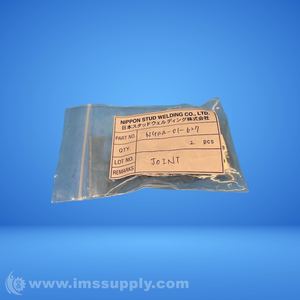 NIPPON STUD WELDING CO., LTD.
日本スタッドウェルディング株式会社
PART NO.
QTY. 2 PCS
LOT NO.
REMARKS JOINT
© www.imssupply.com